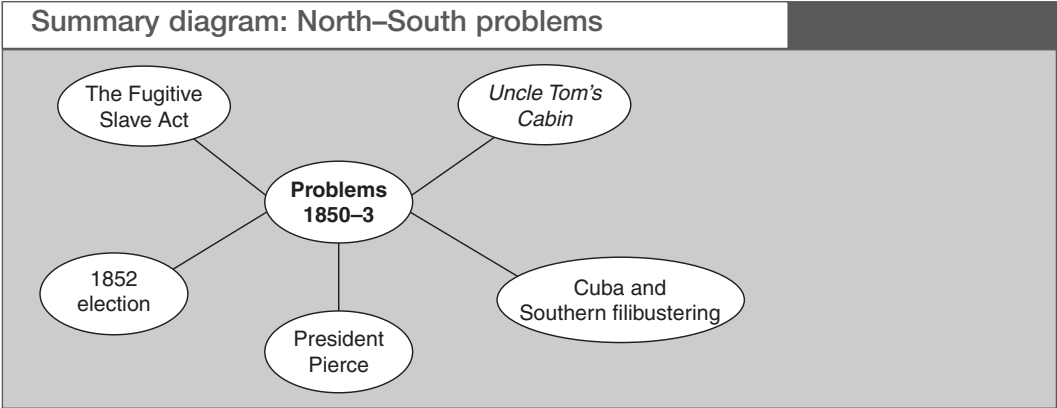 Summary diagram: North–South problems
The Fugitive
Slave Act
Uncle Tom's
Cabin
Problems
1850–3
1852
election
President
Pierce
Cuba and
Southern filibustering